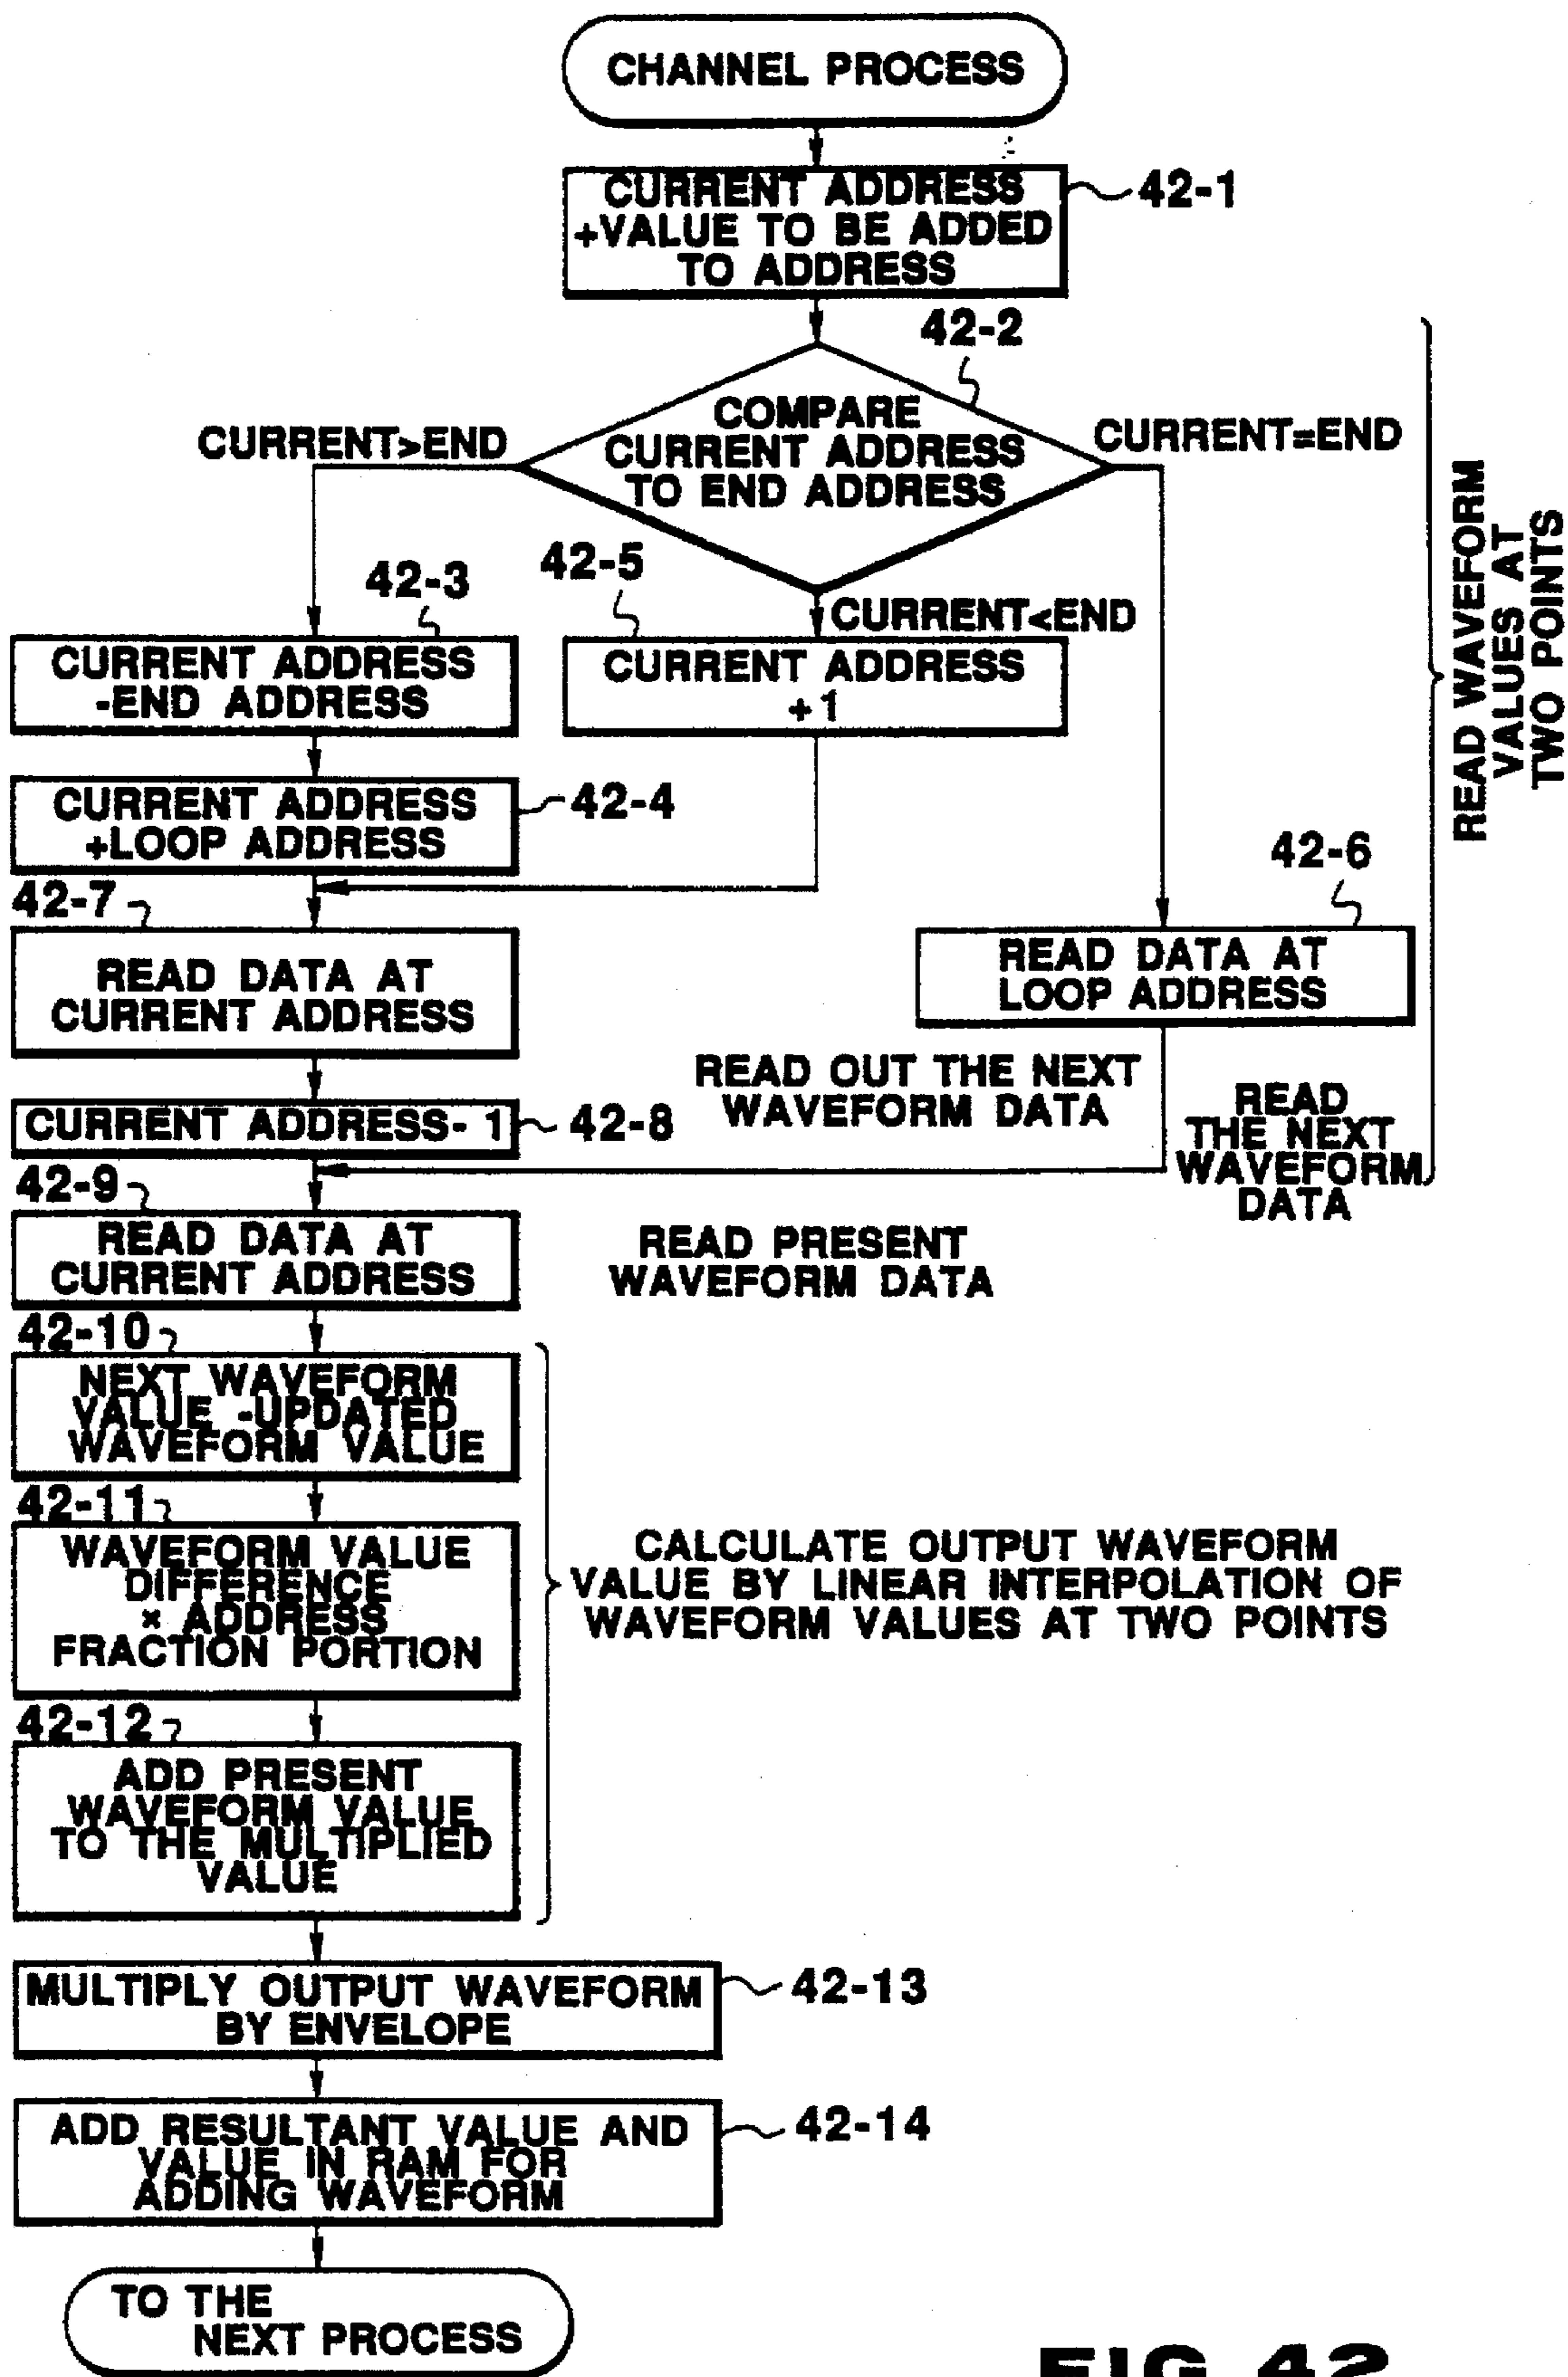 CHANNEL PROCESS
CURRENT ADDRESS
+VALUE TO BE ADDED
TO ADDRESS
42-1
42-2
COMPARE
CURRENT ADDRESS
TO END ADDRESS
CURRENT>END
CURRENT=END
CURRENT<END
READ WAVEFORM
VALUES AT
TWO POINTS
42-3
CURRENT ADDRESS
-END ADDRESS
42-5
CURRENT ADDRESS
+1
CURRENT ADDRESS
+LOOP ADDRESS
42-4
42-6
READ DATA AT
LOOP ADDRESS
42-7
READ DATA AT
CURRENT ADDRESS
READ OUT THE NEXT
WAVEFORM DATA
READ
THE NEXT
WAVEFORM
DATA
CURRENT ADDRESS- 1
42-8
42-9
READ DATA AT
CURRENT ADDRESS
READ PRESENT
WAVEFORM DATA
42-10
NEXT WAVEFORM
VALUE -UPDATED
WAVEFORM VALUE
42-11
WAVEFORM VALUE
DIFFERENCE
× ADDRESS
FRACTION PORTION
CALCULATE OUTPUT WAVEFORM
VALUE BY LINEAR INTERPOLATION OF
WAVEFORM VALUES AT TWO POINTS
42-12
ADD PRESENT
WAVEFORM VALUE
TO THE MULTIPLIED
VALUE
MULTIPLY OUTPUT WAVEFORM
BY ENVELOPE
42-13
ADD RESULTANT VALUE AND
VALUE IN RAM FOR
ADDING WAVEFORM
42-14
TO THE
NEXT PROCESS
FIG 42